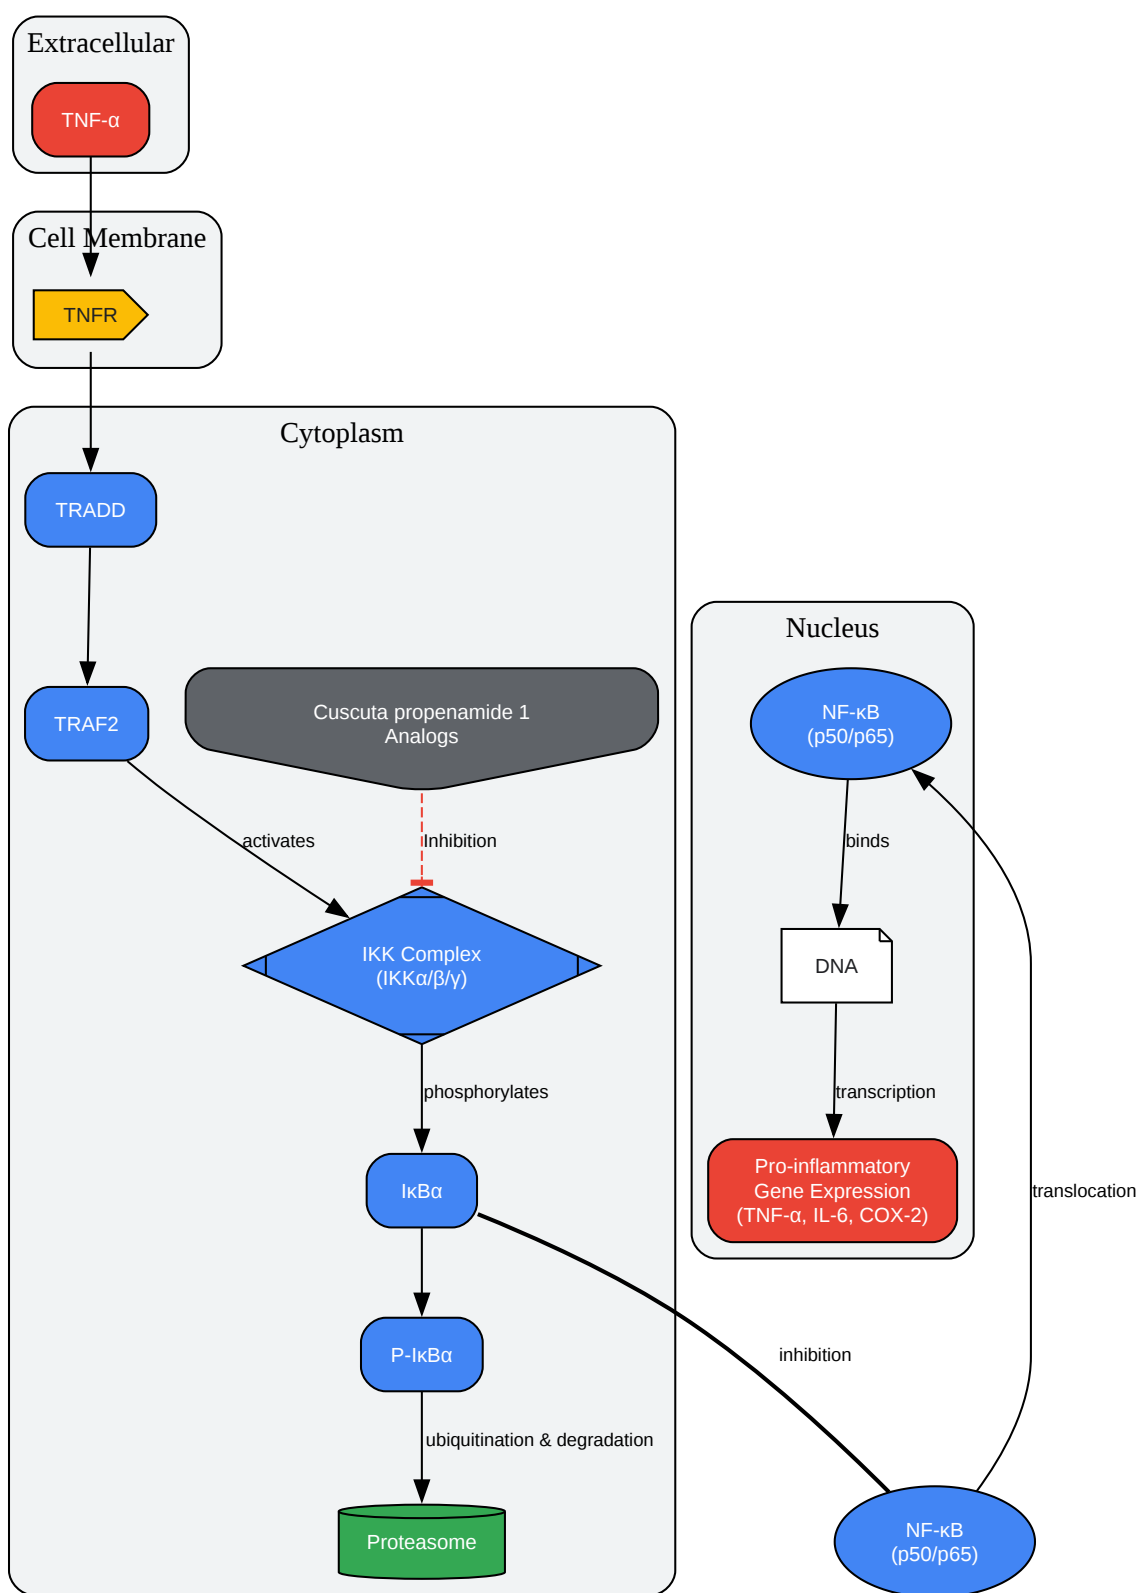 Extracellular
TNF-α
Cell Membrane
TNFR
Cytoplasm
TRADD
TRAF2
Cuscuta propenamide 1
Analogs
activates
Inhibition
IKK Complex
(IKKα/β/γ)
phosphorylates
IκBα
P-IκBα
ubiquitination & degradation
Proteasome
Nucleus
NF-κB
(p50/p65)
binds
DNA
transcription
Pro-inflammatory
Gene Expression
(TNF-α, IL-6, COX-2)
translocation
inhibition
NF-κB
(p50/p65)